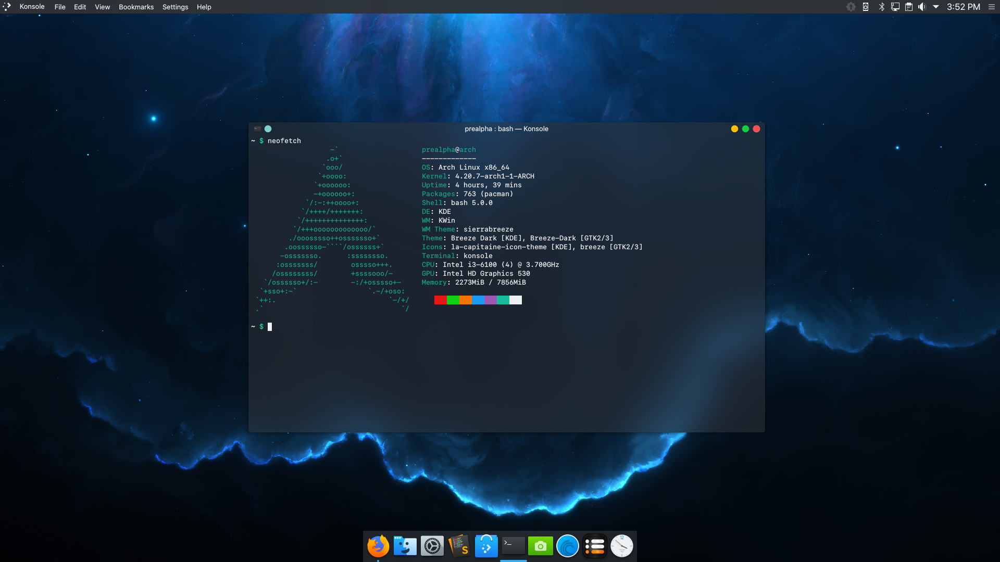 Konsole File Edit View Bookmarks Settings Help 3:52 PM
prealpha : bash — Konsole
~ $ neofetch
                   -`
                  .o+`
                 `ooo/
                `+oooo:
               `+oooooo:
               -+oooooo+:
             `/:-:++oooo+:
            `/++++/+++++++:
           `/++++++++++++++:
          `/+++ooooooooooooo/`
         ./ooosssso++osssssso+`
        .oossssso-````/ossssss+`
       -osssssso.      :ssssssso.
      :osssssss/        osssso+++.
     /ossssssss/        +ssssooo/-
   `/ossssso+/:-        -:/+osssso+-
  `+sso+:-`                 `.-/+oso:
 `++:.                           `-/+/
 .`                                 `/
prealpha@arch
-------------
OS: Arch Linux x86_64
Kernel: 4.20.7-arch1-1-ARCH
Uptime: 4 hours, 39 mins
Packages: 763 (pacman)
Shell: bash 5.0.0
DE: KDE
WM: KWin
WM Theme: sierrabreeze
Theme: Breeze Dark [KDE], Breeze-Dark [GTK2/3]
Icons: la-capitaine-icon-theme [KDE], breeze [GTK2/3]
Terminal: konsole
CPU: Intel i3-6100 (4) @ 3.700GHz
GPU: Intel HD Graphics 530
Memory: 2273MiB / 7856MiB
~ $
S
>_
12